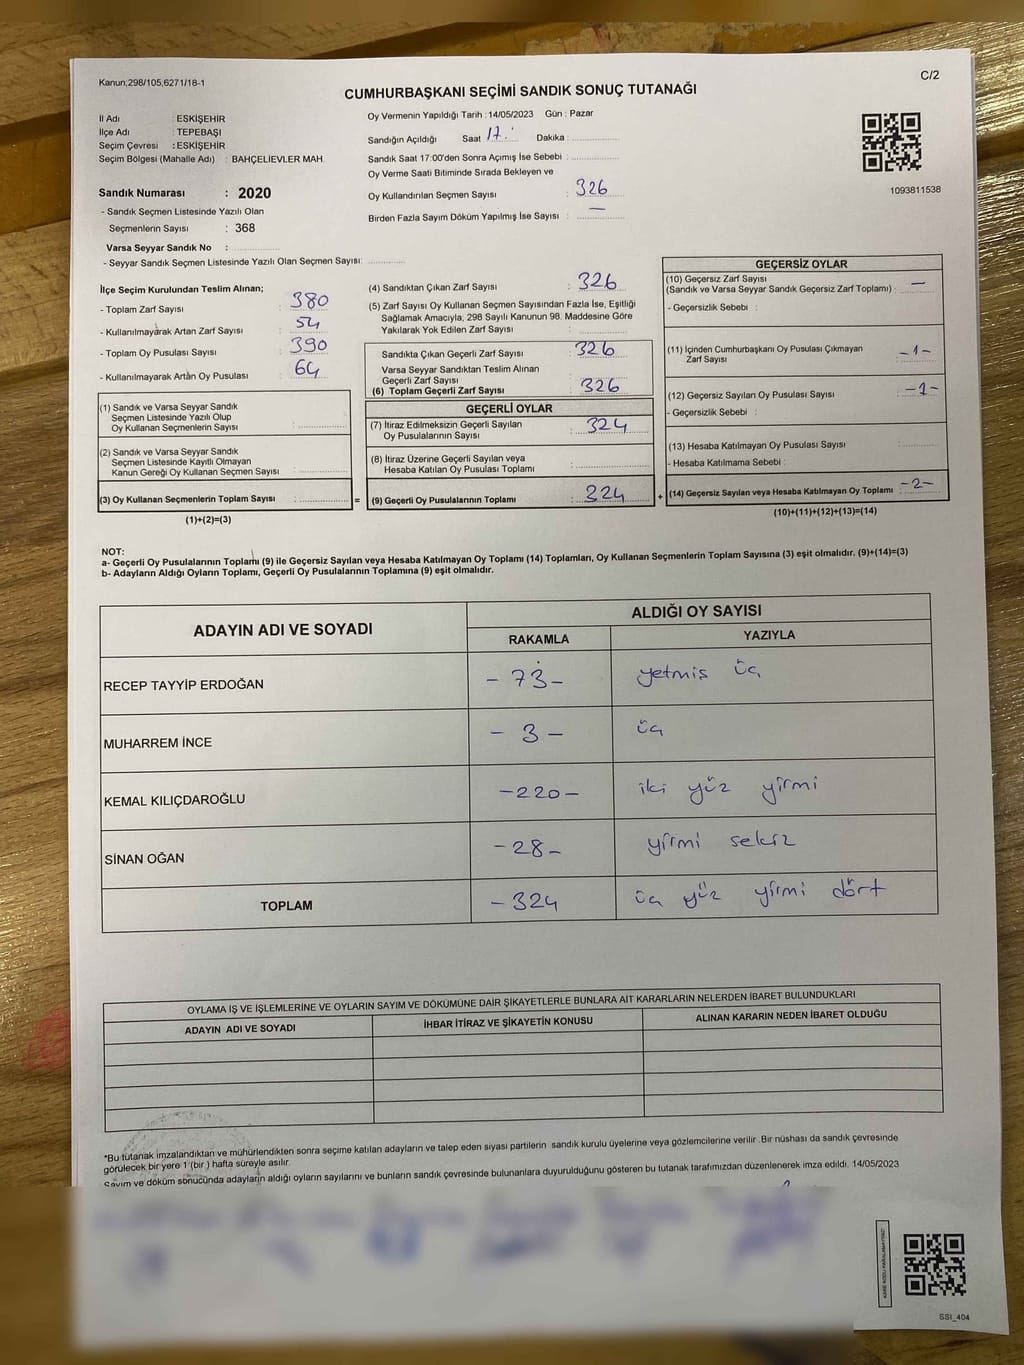 Kanun;298/105,6271/18-1
C/2
CUMHURBAŞKANI SEÇİMİ SANDIK SONUÇ TUTANAĞI
İl Adı : ESKİŞEHİR
İlçe Adı : TEPEBAŞI
Seçim Çevresi : ESKİŞEHİR
Seçim Bölgesi (Mahalle Adı) : BAHÇELİEVLER MAH.
Sandık Numarası : 2020
- Sandık Seçmen Listesinde Yazılı Olan
Seçmenlerin Sayısı : 368
Varsa Seyyar Sandık No :
- Seyyar Sandık Seçmen Listesinde Yazılı Olan Seçmen Sayısı:
Oy Vermenin Yapıldığı Tarih : 14/05/2023 Gün : Pazar
Sandığın Açıldığı Saat 17. Dakika :
Sandık Saat 17:00'den Sonra Açımış İse Sebebi :
Oy Verme Saati Bitiminde Sırada Bekleyen ve
Oy Kullandırılan Seçmen Sayısı : 326
Birden Fazla Sayım Döküm Yapılmış İse Sayısı : —
1093811538
İlçe Seçim Kurulundan Teslim Alınan;
- Toplam Zarf Sayısı : 380
- Kullanılmayarak Artan Zarf Sayısı : 54
- Toplam Oy Pusulası Sayısı : 390
- Kullanılmayarak Artan Oy Pusulası : 64
(1) Sandık ve Varsa Seyyar Sandık
Seçmen Listesinde Yazılı Olup
Oy Kullanan Seçmenlerin Sayısı :
(2) Sandık ve Varsa Seyyar Sandık
Seçmen Listesinde Kayıtlı Olmayan
Kanun Gereği Oy Kullanan Seçmen Sayısı :
(3) Oy Kullanan Seçmenlerin Toplam Sayısı : =
(1)+(2)=(3)
(4) Sandıktan Çıkan Zarf Sayısı : 326
(5) Zarf Sayısı Oy Kullanan Seçmen Sayısından Fazla İse, Eşitliği
Sağlamak Amacıyla, 298 Sayılı Kanunun 98. Maddesine Göre
Yakılarak Yok Edilen Zarf Sayısı :
Sandıkta Çıkan Geçerli Zarf Sayısı : 326
Varsa Seyyar Sandıktan Teslim Alınan
Geçerli Zarf Sayısı
(6) Toplam Geçerli Zarf Sayısı : 326
GEÇERLİ OYLAR
(7) İtiraz Edilmeksizin Geçerli Sayılan
Oy Pusulalarının Sayısı : 324
(8) İtiraz Üzerine Geçerli Sayılan veya
Hesaba Katılan Oy Pusulası Toplamı :
(9) Geçerli Oy Pusulalarının Toplamı : 324 +
GEÇERSİZ OYLAR
(10) Geçersiz Zarf Sayısı
(Sandık ve Varsa Seyyar Sandık Geçersiz Zarf Toplamı) : —
- Geçersizlik Sebebi :
(11) İçinden Cumhurbaşkanı Oy Pusulası Çıkmayan
Zarf Sayısı : -1-
(12) Geçersiz Sayılan Oy Pusulası Sayısı : -1-
- Geçersizlik Sebebi :
(13) Hesaba Katılmayan Oy Pusulası Sayısı :
- Hesaba Katılmama Sebebi :
(14) Geçersiz Sayılan veya Hesaba Katılmayan Oy Toplamı : -2-
(10)+(11)+(12)+(13)=(14)
NOT:
a- Geçerli Oy Pusulalarının Toplamı (9) ile Geçersiz Sayılan veya Hesaba Katılmayan Oy Toplamı (14) Toplamları, Oy Kullanan Seçmenlerin Toplam Sayısına (3) eşit olmalıdır. (9)+(14)=(3)
b- Adayların Aldığı Oyların Toplamı, Geçerli Oy Pusulalarının Toplamına (9) eşit olmalıdır.
ADAYIN ADI VE SOYADI
ALDIĞI OY SAYISI
RAKAMLA YAZIYLA
RECEP TAYYİP ERDOĞAN - 73 - yetmiş üç
MUHARREM İNCE - 3 - üç
KEMAL KILIÇDAROĞLU - 220 - iki yüz yirmi
SİNAN OĞAN - 28 - yirmi sekiz
TOPLAM - 324 üç yüz yirmi dört
OYLAMA İŞ VE İŞLEMLERİNE VE OYLARIN SAYIM VE DÖKÜMÜNE DAİR ŞİKAYETLERLE BUNLARA AİT KARARLARIN NELERDEN İBARET BULUNDUKLARI
ADAYIN ADI VE SOYADI İHBAR İTİRAZ VE ŞİKAYETİN KONUSU ALINAN KARARIN NEDEN İBARET OLDUĞU
*Bu tutanak imzalandıktan ve mühürlendikten sonra seçime katılan adayların ve talep eden siyasi partilerin sandık kurulu üyelerine veya gözlemcilerine verilir. Bir nüshası da sandık çevresinde
görülecek bir yere 1 (bir ) hafta süreyle asılır.
Sayım ve döküm sonucunda adayların aldığı oyların sayılarını ve bunların sandık çevresinde bulunanlara duyurulduğunu gösteren bu tutanak tarafımızdan düzenlenerek imza edildi. 14/05/2023
SSI_404